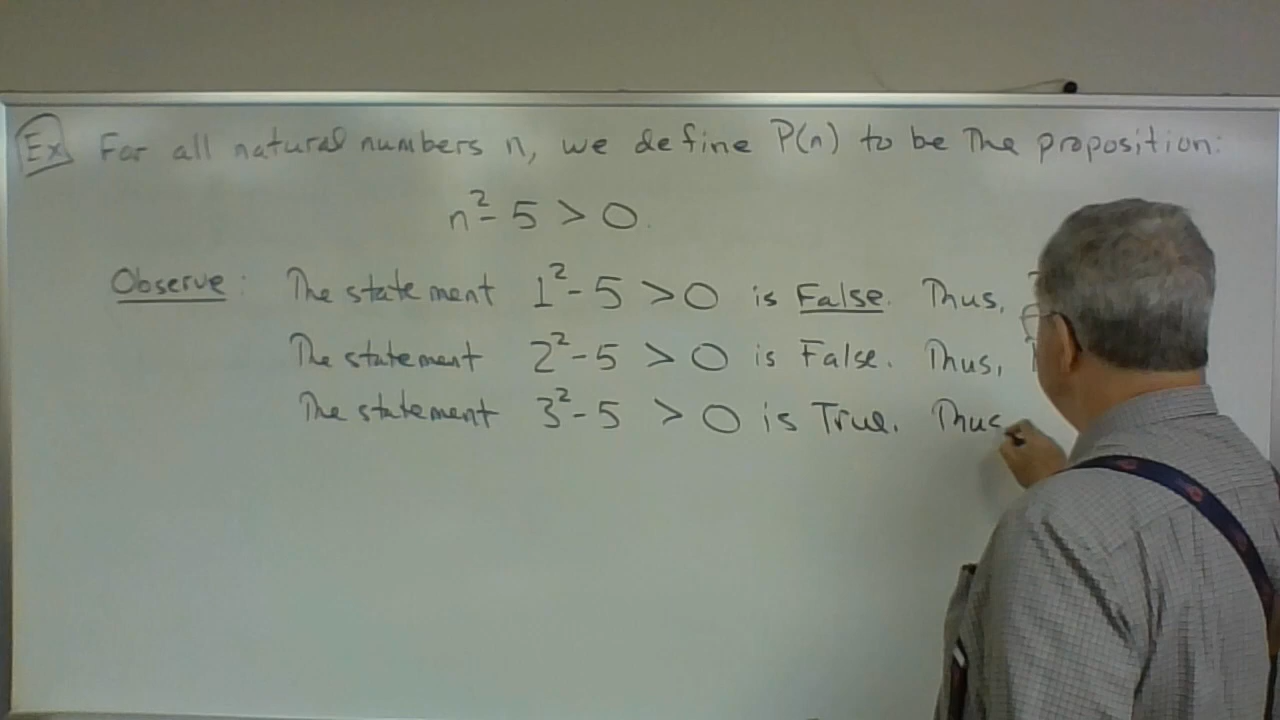 Ex For all natural numbers n, we define P(n) to be the proposition:
n² - 5 > 0.
Observe: The statement 1² - 5 > 0 is False. Thus,
The statement 2² - 5 > 0 is False. Thus,
The statement 3² - 5 > 0 is True. Thus